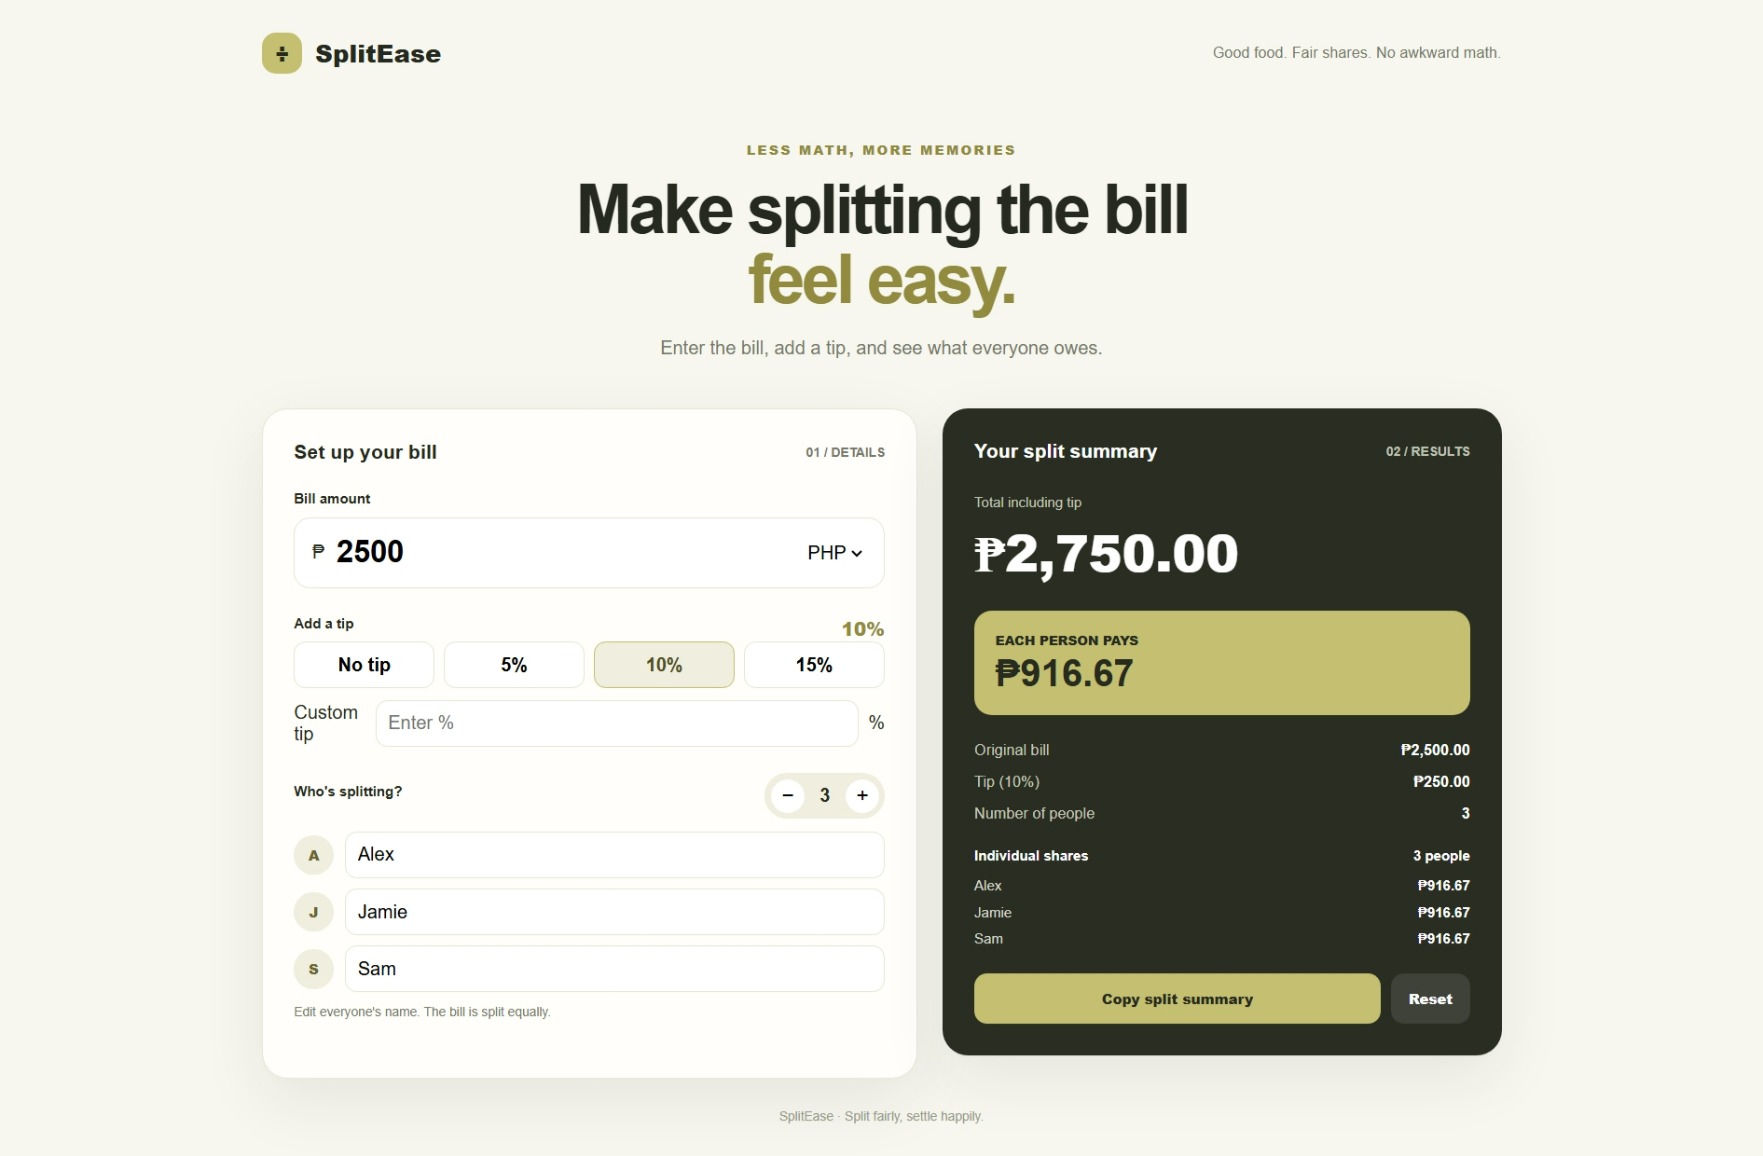 ÷ SplitEase
Good food. Fair shares. No awkward math.
LESS MATH, MORE MEMORIES
Make splitting the bill
feel easy.
Enter the bill, add a tip, and see what everyone owes.
Set up your bill
01 / DETAILS
Bill amount
₱ 2500
PHP
Add a tip
10%
No tip
5%
10%
15%
Custom
tip
Enter %
%
Who's splitting?
− 3 +
A
Alex
J
Jamie
S
Sam
Edit everyone's name. The bill is split equally.
Your split summary
02 / RESULTS
Total including tip
₱2,750.00
EACH PERSON PAYS
₱916.67
Original bill
₱2,500.00
Tip (10%)
₱250.00
Number of people
3
Individual shares
3 people
Alex
₱916.67
Jamie
₱916.67
Sam
₱916.67
Copy split summary
Reset
SplitEase · Split fairly, settle happily.